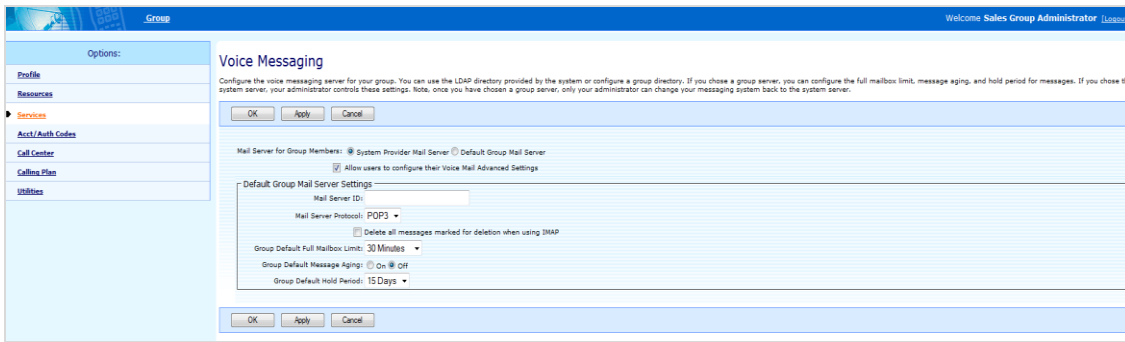 Group
Welcome Sales Group Administrator
Options:
Profile
Resources
Services
Acct/Auth Codes
Call Center
Calling Plan
Utilities
Voice Messaging
Configure the voice messaging server for your group. You can use the LDAP directory provided by the system or configure a group directory. If you chose a group server, you can configure the full mailbox limit, message aging, and hold period for messages. If you chose
system server, your administrator controls these settings. Note, once you have chosen a group server, only your administrator can change your messaging system back to the system server.
OK Apply Cancel
Mail Server for Group Members: System Provider Mail Server Default Group Mail Server
Allow users to configure their Voice Mail Advanced Settings
Default Group Mail Server Settings
Mail Server ID:
Mail Server Protocol: POP3
Delete all messages marked for deletion when using IMAP
Group Default Full Mailbox Limit: 30 Minutes
Group Default Message Aging: On Off
Group Default Hold Period: 15 Days
OK Apply Cancel